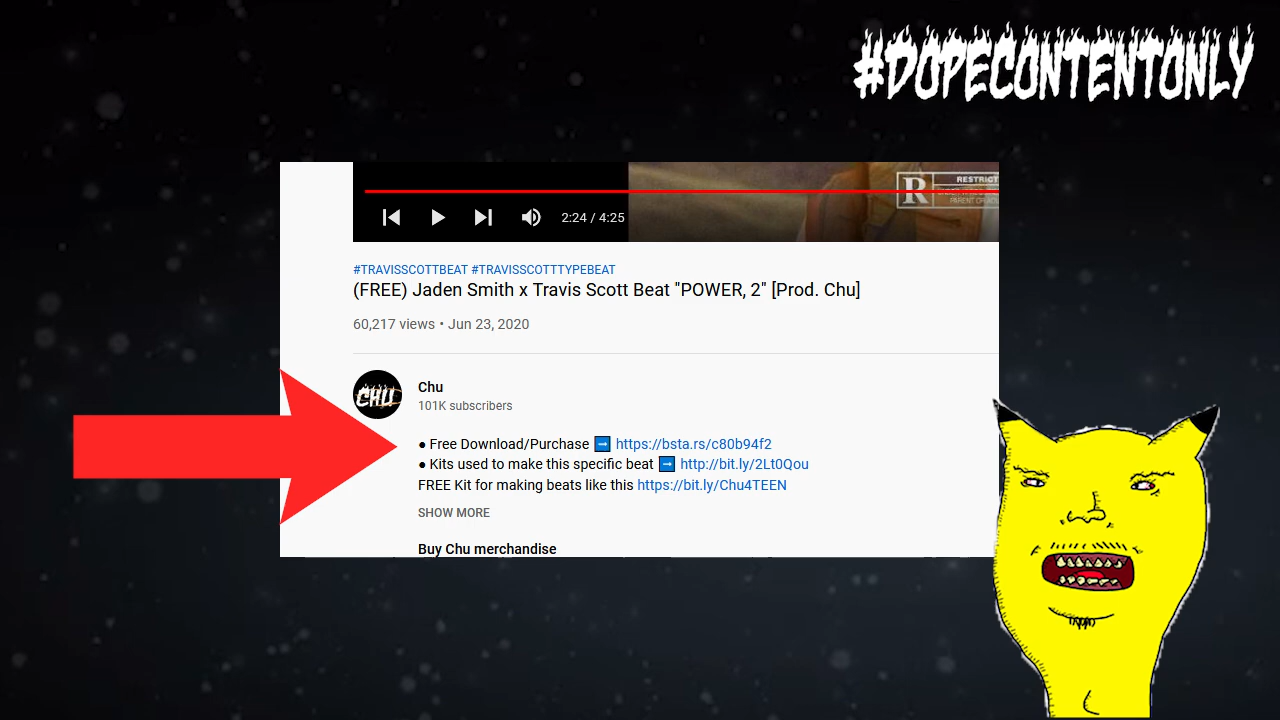 #DOPECONTENTONLY
R RESTRICT
2:24 / 4:25
#TRAVISSCOTTBEAT #TRAVISSCOTTTYPEBEAT
(FREE) Jaden Smith x Travis Scott Beat "POWER, 2" [Prod. Chu]
60,217 views • Jun 23, 2020
CHU
Chu
101K subscribers
● Free Download/Purchase ➡ https://bsta.rs/c80b94f2
● Kits used to make this specific beat ➡ http://bit.ly/2Lt0Qou
FREE Kit for making beats like this https://bit.ly/Chu4TEEN
SHOW MORE
Buy Chu merchandise